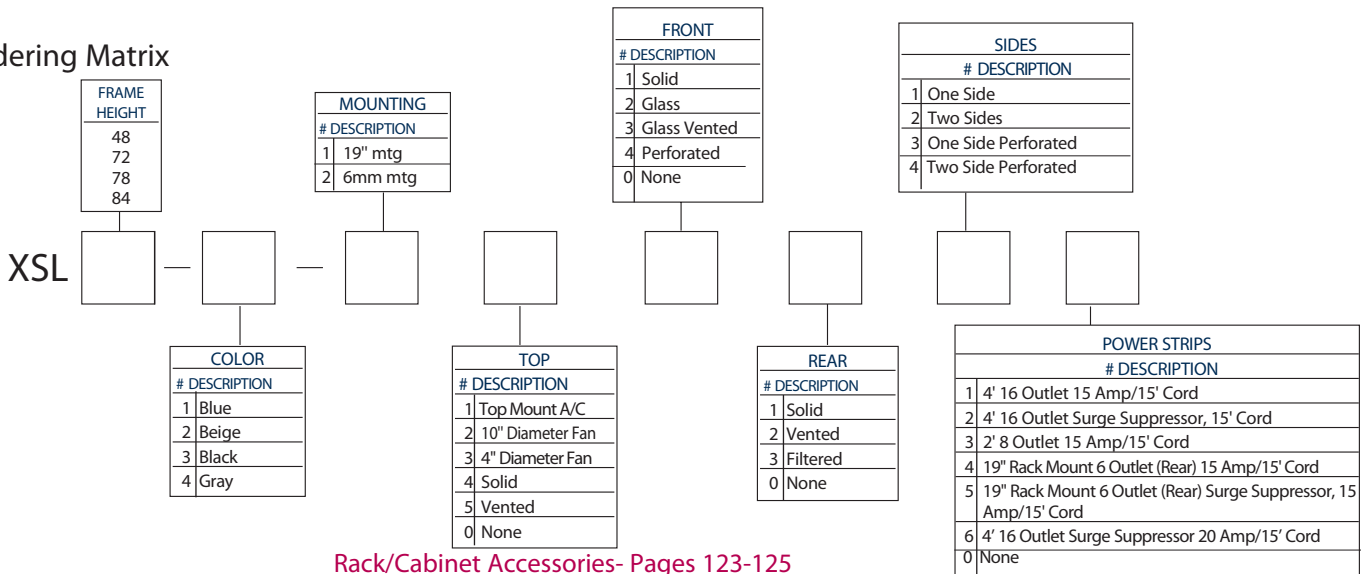 dering Matrix
FRAME
HEIGHT
48
72
78
84
MOUNTING
# DESCRIPTION
1 19" mtg
2 6mm mtg
FRONT
# DESCRIPTION
1 Solid
2 Glass
3 Glass Vented
4 Perforated
0 None
SIDES
# DESCRIPTION
1 One Side
2 Two Sides
3 One Side Perforated
4 Two Side Perforated
XSL — —
COLOR
# DESCRIPTION
1 Blue
2 Beige
3 Black
4 Gray
TOP
# DESCRIPTION
1 Top Mount A/C
2 10" Diameter Fan
3 4" Diameter Fan
4 Solid
5 Vented
0 None
REAR
# DESCRIPTION
1 Solid
2 Vented
3 Filtered
0 None
POWER STRIPS
# DESCRIPTION
1 4' 16 Outlet 15 Amp/15' Cord
2 4' 16 Outlet Surge Suppressor, 15' Cord
3 2' 8 Outlet 15 Amp/15' Cord
4 19" Rack Mount 6 Outlet (Rear) 15 Amp/15' Cord
5 19" Rack Mount 6 Outlet (Rear) Surge Suppressor, 15
Amp/15' Cord
6 4’ 16 Outlet Surge Suppressor 20 Amp/15’ Cord
0 None
Rack/Cabinet Accessories- Pages 123-125